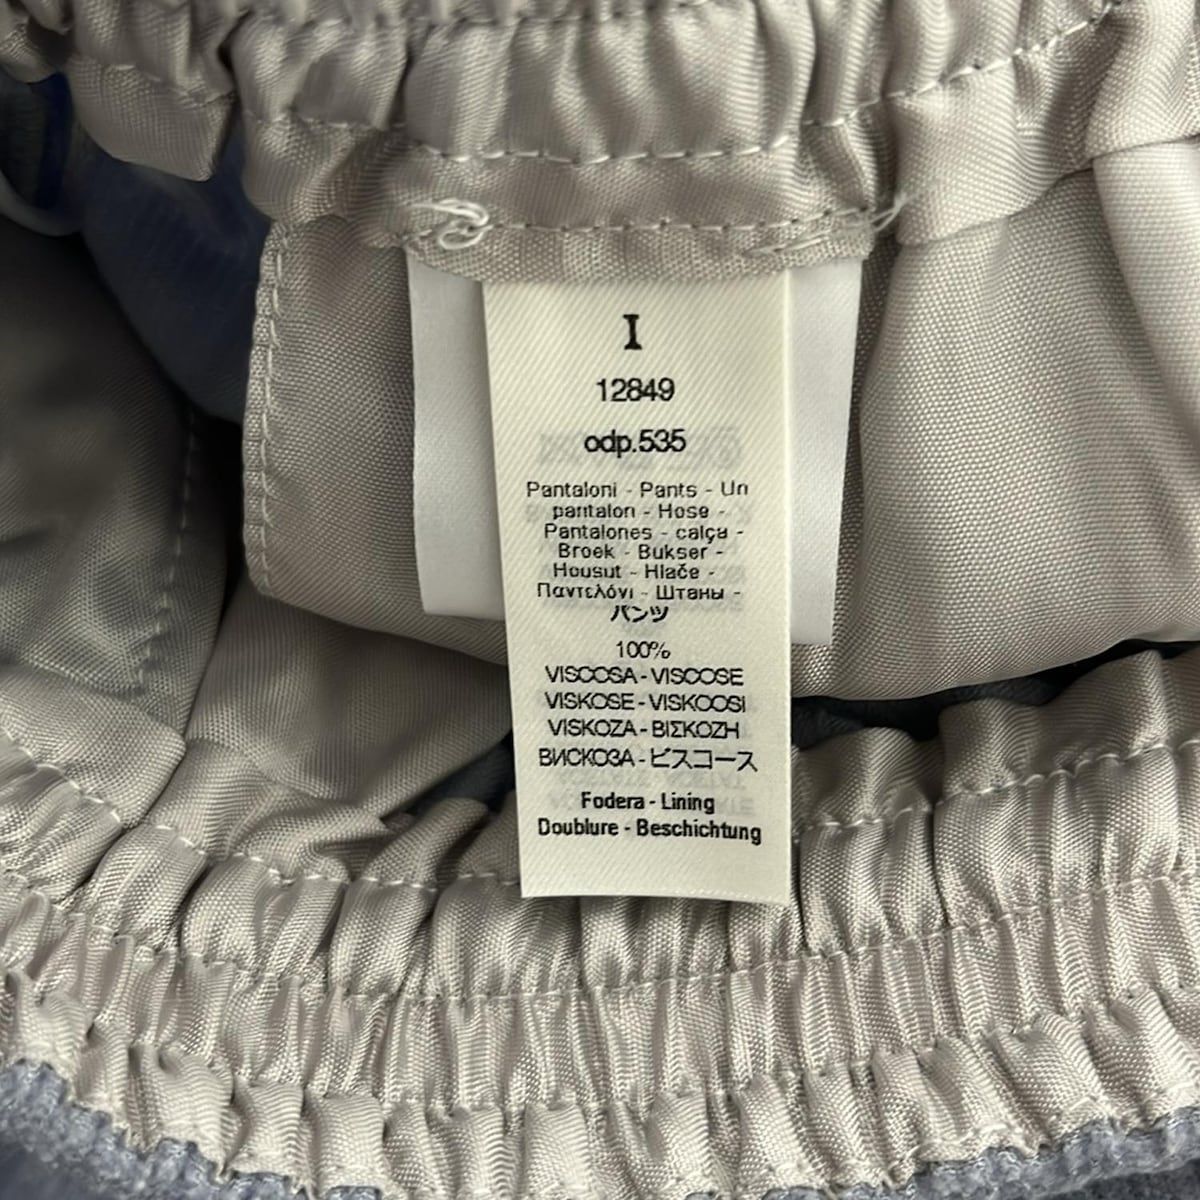 I
12849
odp.535
Pantaloni - Pants - Un
pantalon - Hose -
Pantalones - calça -
Broek - Bukser -
Housut - Hlače -
Παντελόνι - Штаны -
パンツ
100%
VISCOSA - VISCOSE
VISKOSE - VISKOOSI
VISKOZA - ΒΙΣΚΟΖΗ
ВИСКОЗА - ビスコース
Fodera - Lining
Doublure - Beschichtung